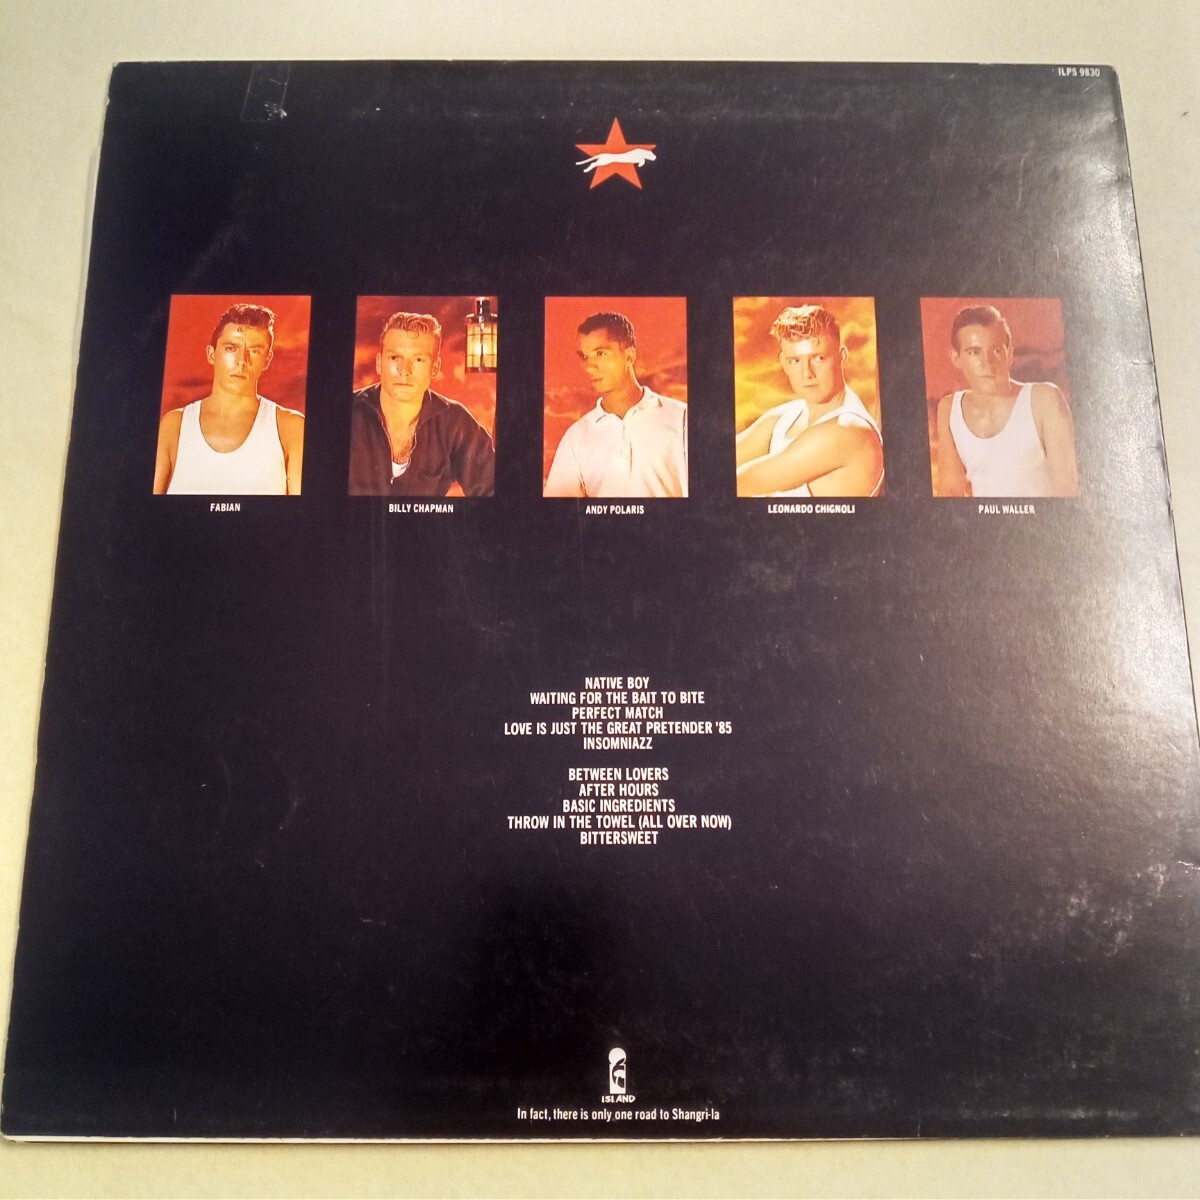 ILPS 9830
FABIAN
BILLY CHAPMAN
ANDY POLARIS
LEONARDO CHIGNOLI
PAUL WALLER
NATIVE BOY
WAITING FOR THE BAIT TO BITE
PERFECT MATCH
LOVE IS JUST THE GREAT PRETENDER '85
INSOMNIAZZ
BETWEEN LOVERS
AFTER HOURS
BASIC INGREDIENTS
THROW IN THE TOWEL (ALL OVER NOW)
BITTERSWEET
ISLAND
In fact, there is only one road to Shangri-la